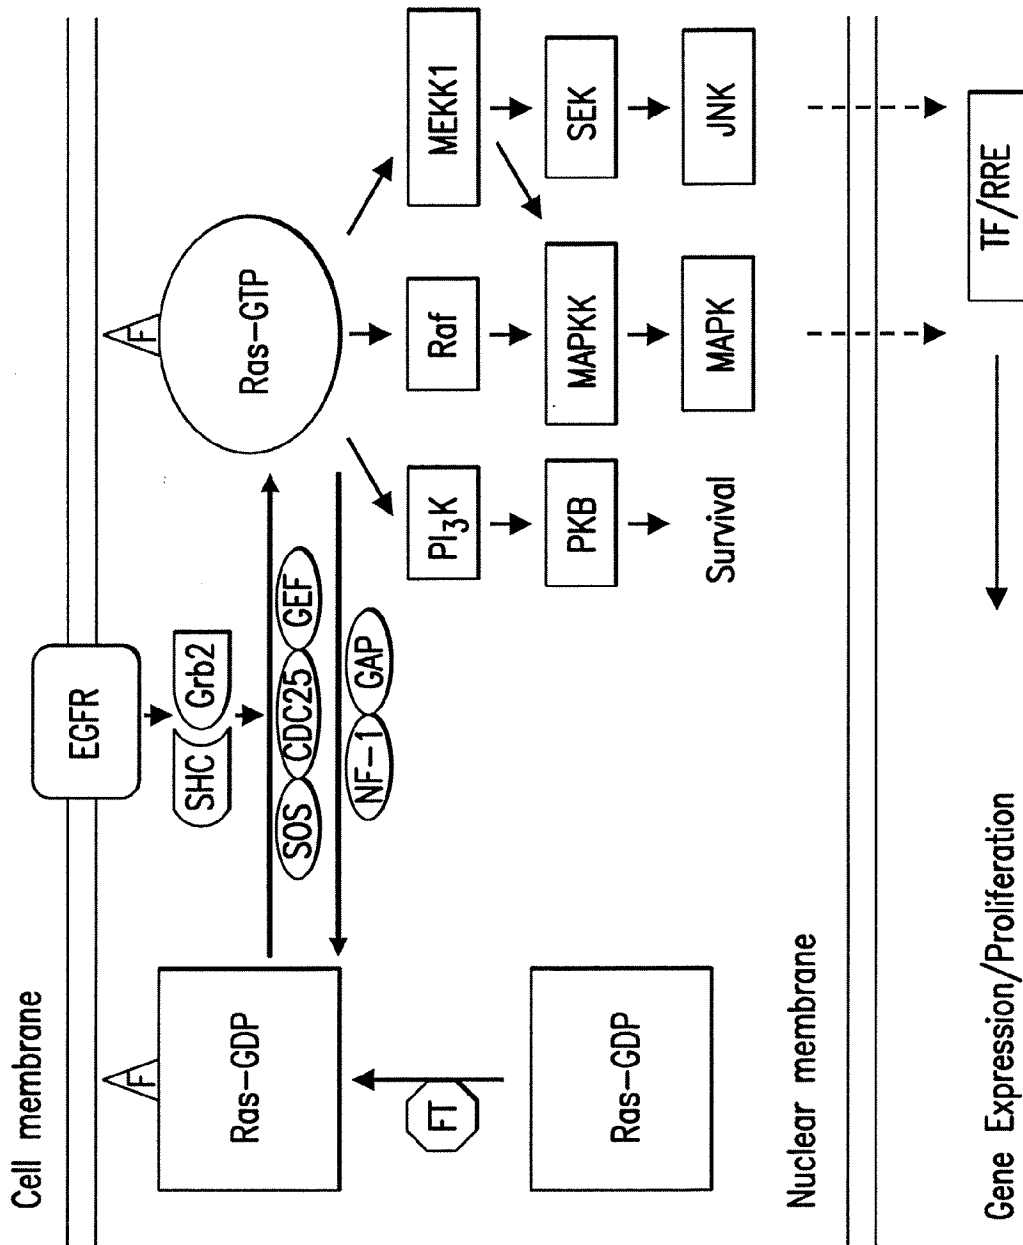 Cell membrane
EGFR
F
F
SHC
Grb2
Ras-GDP
Ras-GTP
SOS
CDC25
GEF
NF-1
GAP
FT
PI3K
Raf
MEKK1
Ras-GDP
PKB
MAPKK
SEK
Survival
MAPK
JNK
Nuclear membrane
Gene Expression/Proliferation
TF/RRE